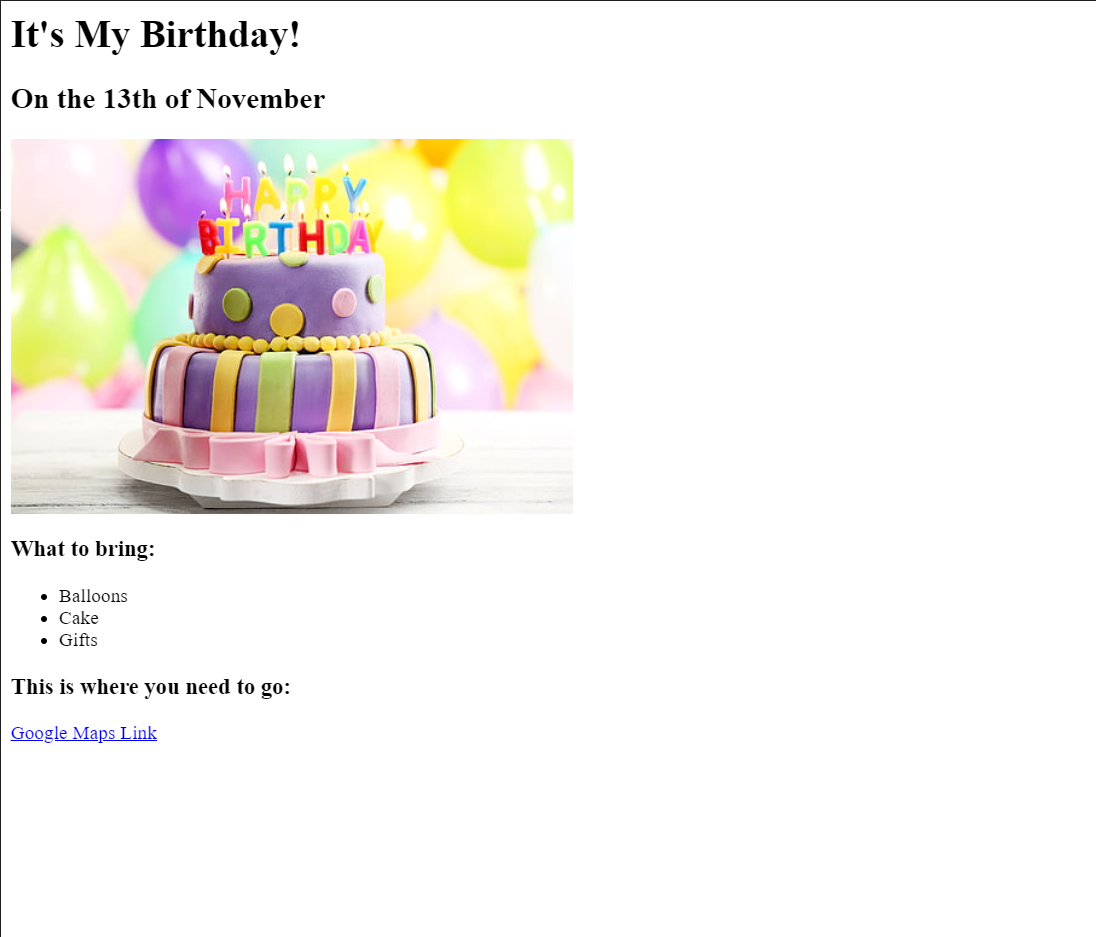 It's My Birthday!
On the 13th of November
HAPPY
BIRTHDAY
What to bring:
Balloons
Cake
Gifts
This is where you need to go:
Google Maps Link